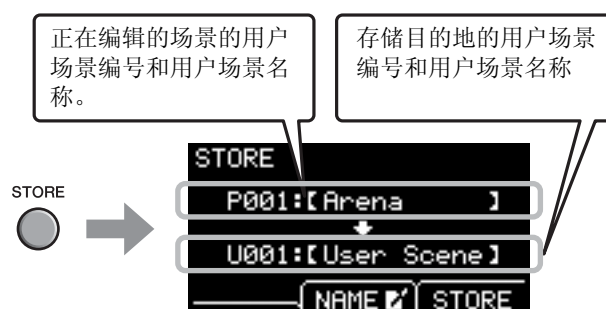 正在编辑的场景的用户
场景编号和用户场景名
称。
存储目的地的用户场景
编号和用户场景名称
STORE
STORE
P001:【Arena 】
U001:【User Scene】
NAME STORE